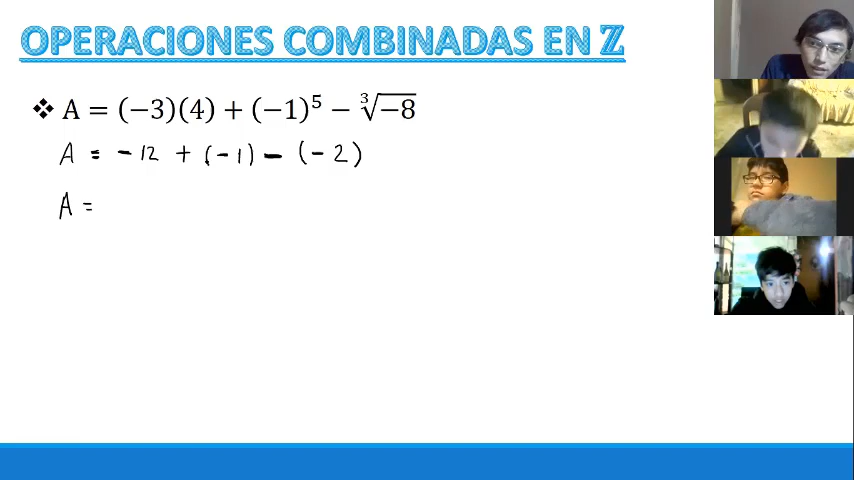 OPERACIONES COMBINADAS EN ℤ
❖ A = (−3)(4) + (−1)⁵ − ∛−8
A = -12 + (-1) - (-2)
A =